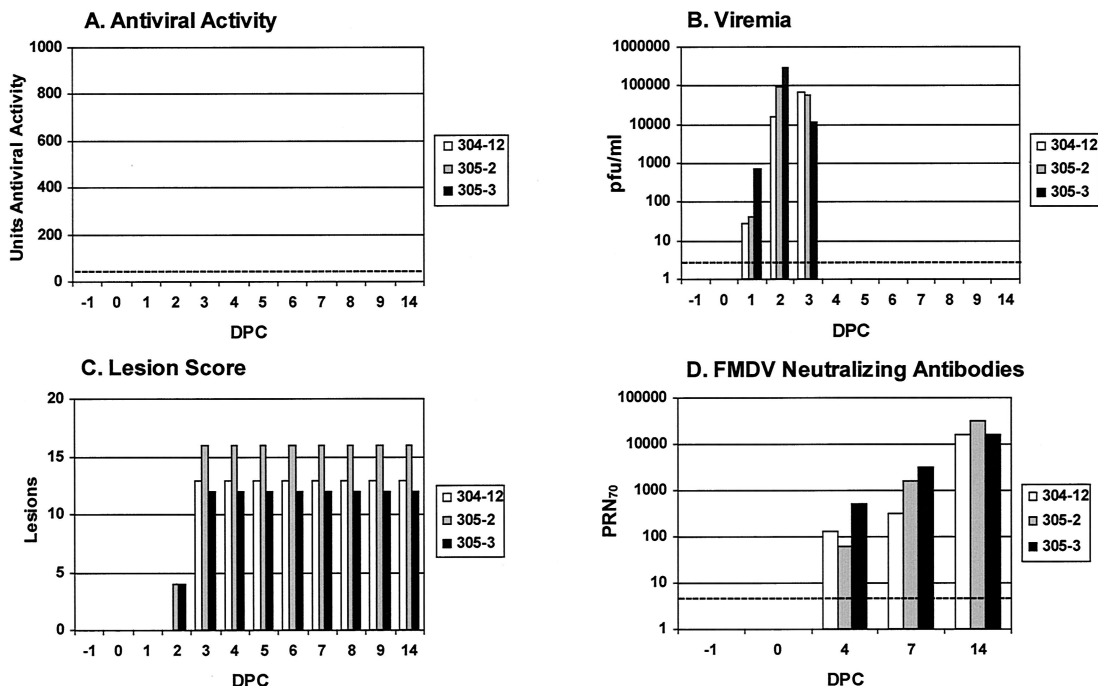 A. Antiviral Activity
1000
800
600
400
200
0
Units Antiviral Activity
-1 0 1 2 3 4 5 6 7 8 9 14
DPC
304-12
305-2
305-3
B. Viremia
1000000
100000
10000
1000
100
10
1
pfu/ml
-1 0 1 2 3 4 5 6 7 8 9 14
DPC
304-12
305-2
305-3
C. Lesion Score
20
15
10
5
0
Lesions
-1 0 1 2 3 4 5 6 7 8 9 14
DPC
304-12
305-2
305-3
D. FMDV Neutralizing Antibodies
100000
10000
1000
100
10
1
PRN70
-1 0 4 7 14
DPC
304-12
305-2
305-3